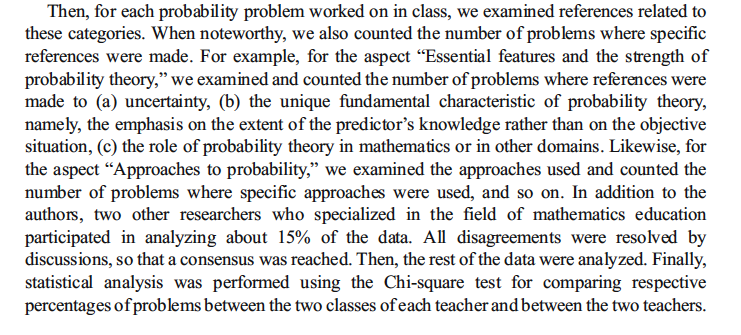 Then, for each probability problem worked on in class, we examined references related to
these categories. When noteworthy, we also counted the number of problems where specific
references were made. For example, for the aspect “Essential features and the strength of
probability theory,” we examined and counted the number of problems where references were
made to (a) uncertainty, (b) the unique fundamental characteristic of probability theory,
namely, the emphasis on the extent of the predictor’s knowledge rather than on the objective
situation, (c) the role of probability theory in mathematics or in other domains. Likewise, for
the aspect “Approaches to probability,” we examined the approaches used and counted the
number of problems where specific approaches were used, and so on. In addition to the
authors, two other researchers who specialized in the field of mathematics education
participated in analyzing about 15% of the data. All disagreements were resolved by
discussions, so that a consensus was reached. Then, the rest of the data were analyzed. Finally,
statistical analysis was performed using the Chi-square test for comparing respective
percentages of problems between the two classes of each teacher and between the two teachers.